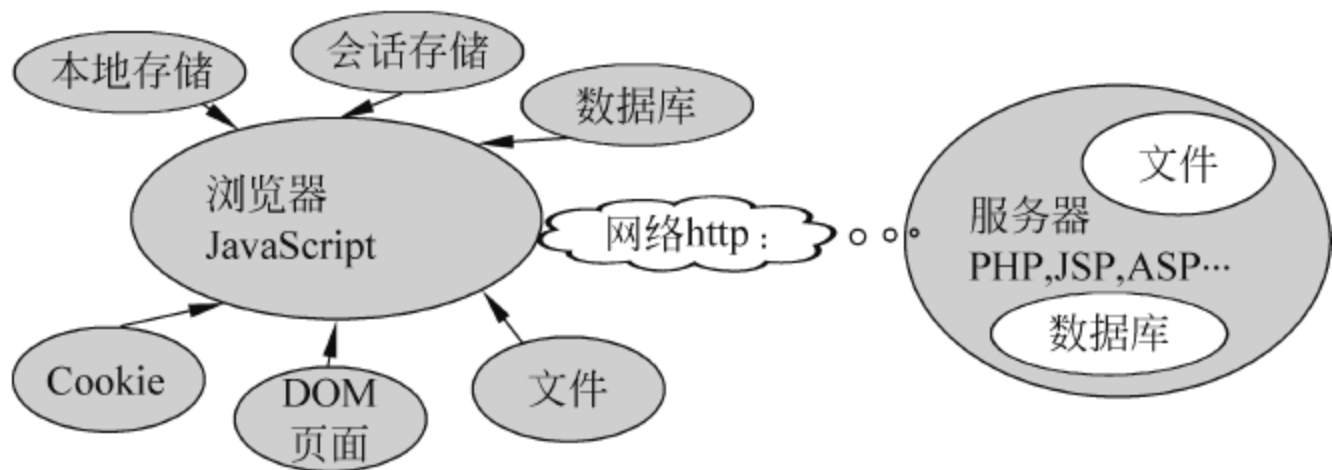 本地存储
会话存储
数据库
浏览器
JavaScript
网络http：
Cookie
DOM
页面
文件
文件
服务器
PHP,JSP,ASP…
数据库